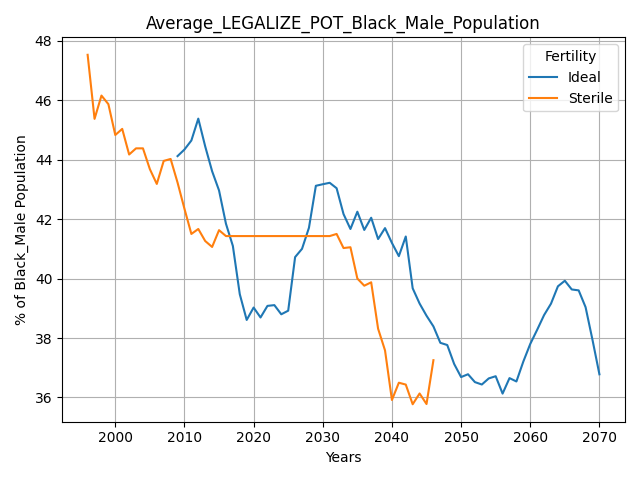 Average_LEGALIZE_POT_Black_Male_Population
Fertility
Ideal
Sterile
% of Black_Male Population
48
46
44
42
40
38
36
2000 2010 2020 2030 2040 2050 2060 2070
Years